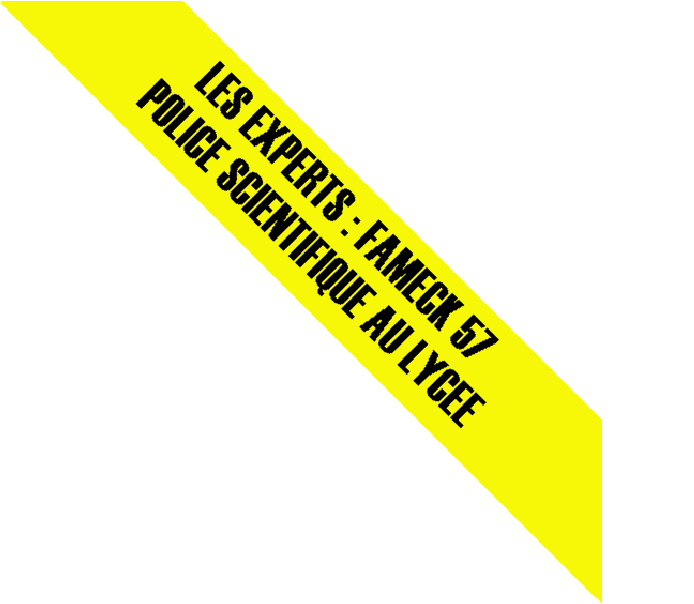 LES EXPERTS : FAMECK 57
POLICE SCIENTIFIQUE AU LYCEE